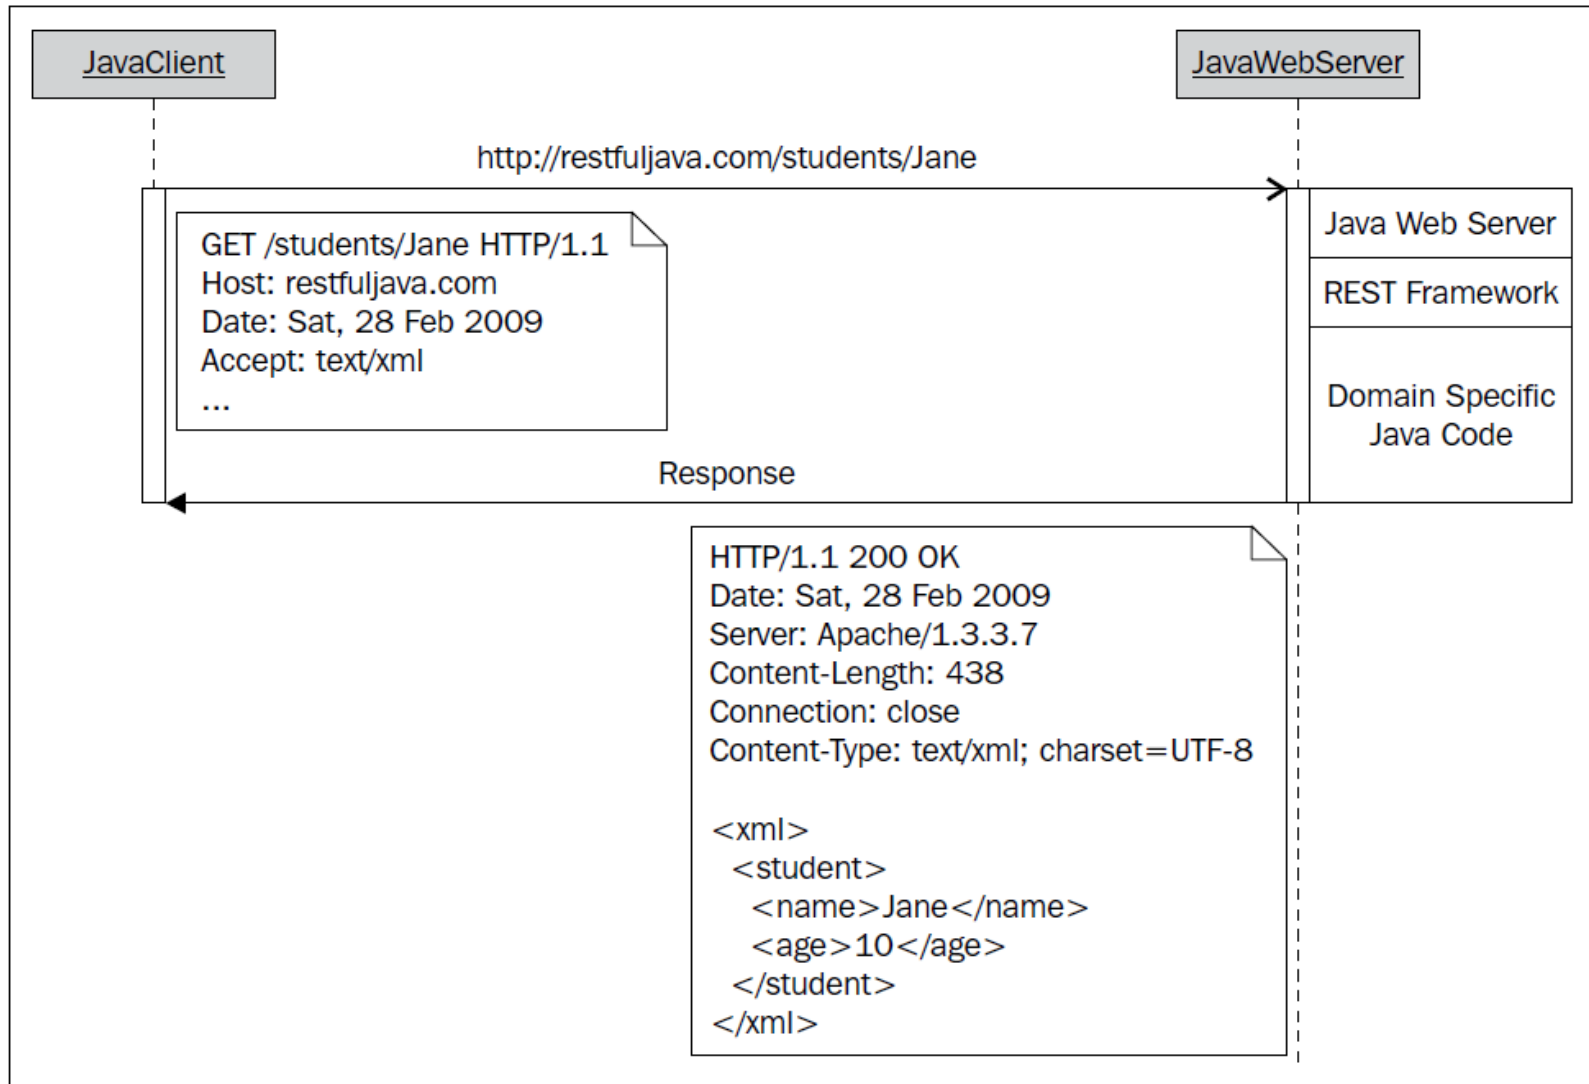 JavaClient
JavaWebServer
http://restfuljava.com/students/Jane
GET /students/Jane HTTP/1.1
Host: restfuljava.com
Date: Sat, 28 Feb 2009
Accept: text/xml
...
Java Web Server
REST Framework
Domain Specific
Java Code
Response
HTTP/1.1 200 OK
Date: Sat, 28 Feb 2009
Server: Apache/1.3.3.7
Content-Length: 438
Connection: close
Content-Type: text/xml; charset=UTF-8
<xml>
<student>
<name>Jane</name>
<age>10</age>
</student>
</xml>